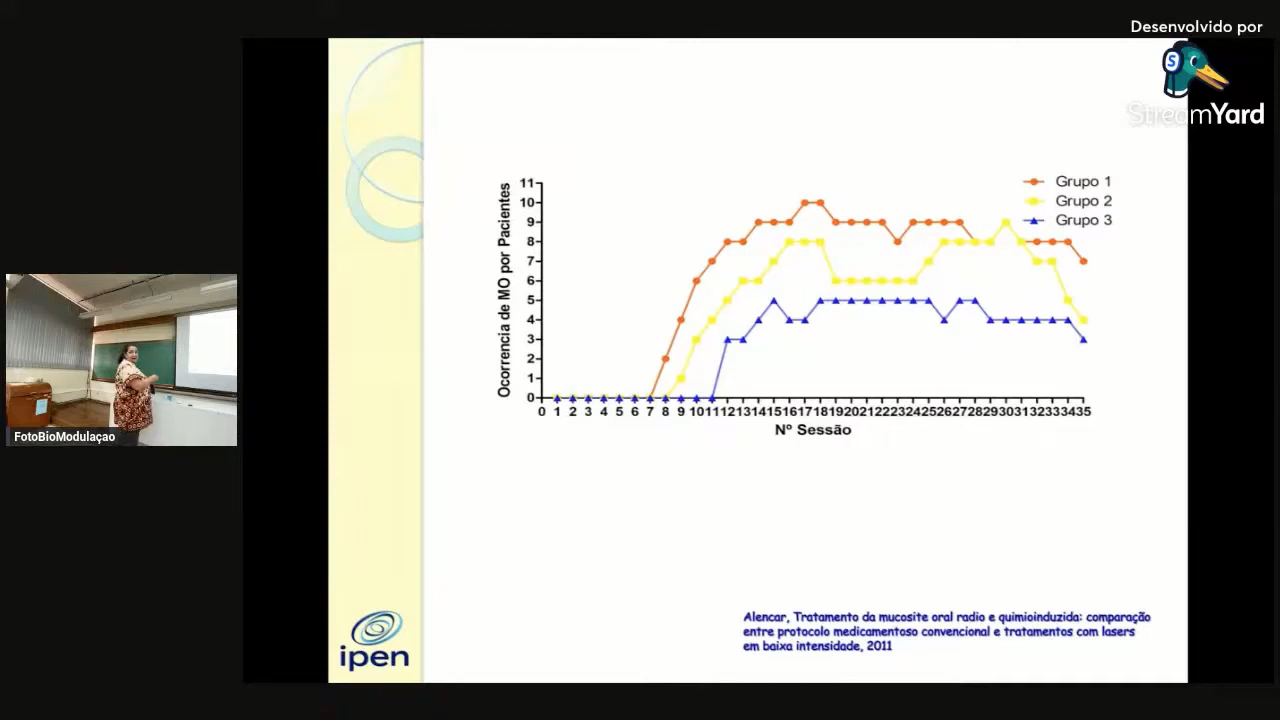 Desenvolvido por
S
StreamYard
Grupo 1
Grupo 2
Grupo 3
Ocorrencia de MO por Pacientes
11
10
9
8
7
6
5
4
3
2
1
0
0 1 2 3 4 5 6 7 8 9 10 11 12 13 14 15 16 17 18 19 20 21 22 23 24 25 26 27 28 29 30 31 32 33 34 35
Nº Sessão
FotoBioModulaçao
Alencar, Tratamento da mucosite oral radio e quimioinduzida: comparação
entre protocolo medicamentoso convencional e tratamentos com lasers
em baixa intensidade, 2011
ipen